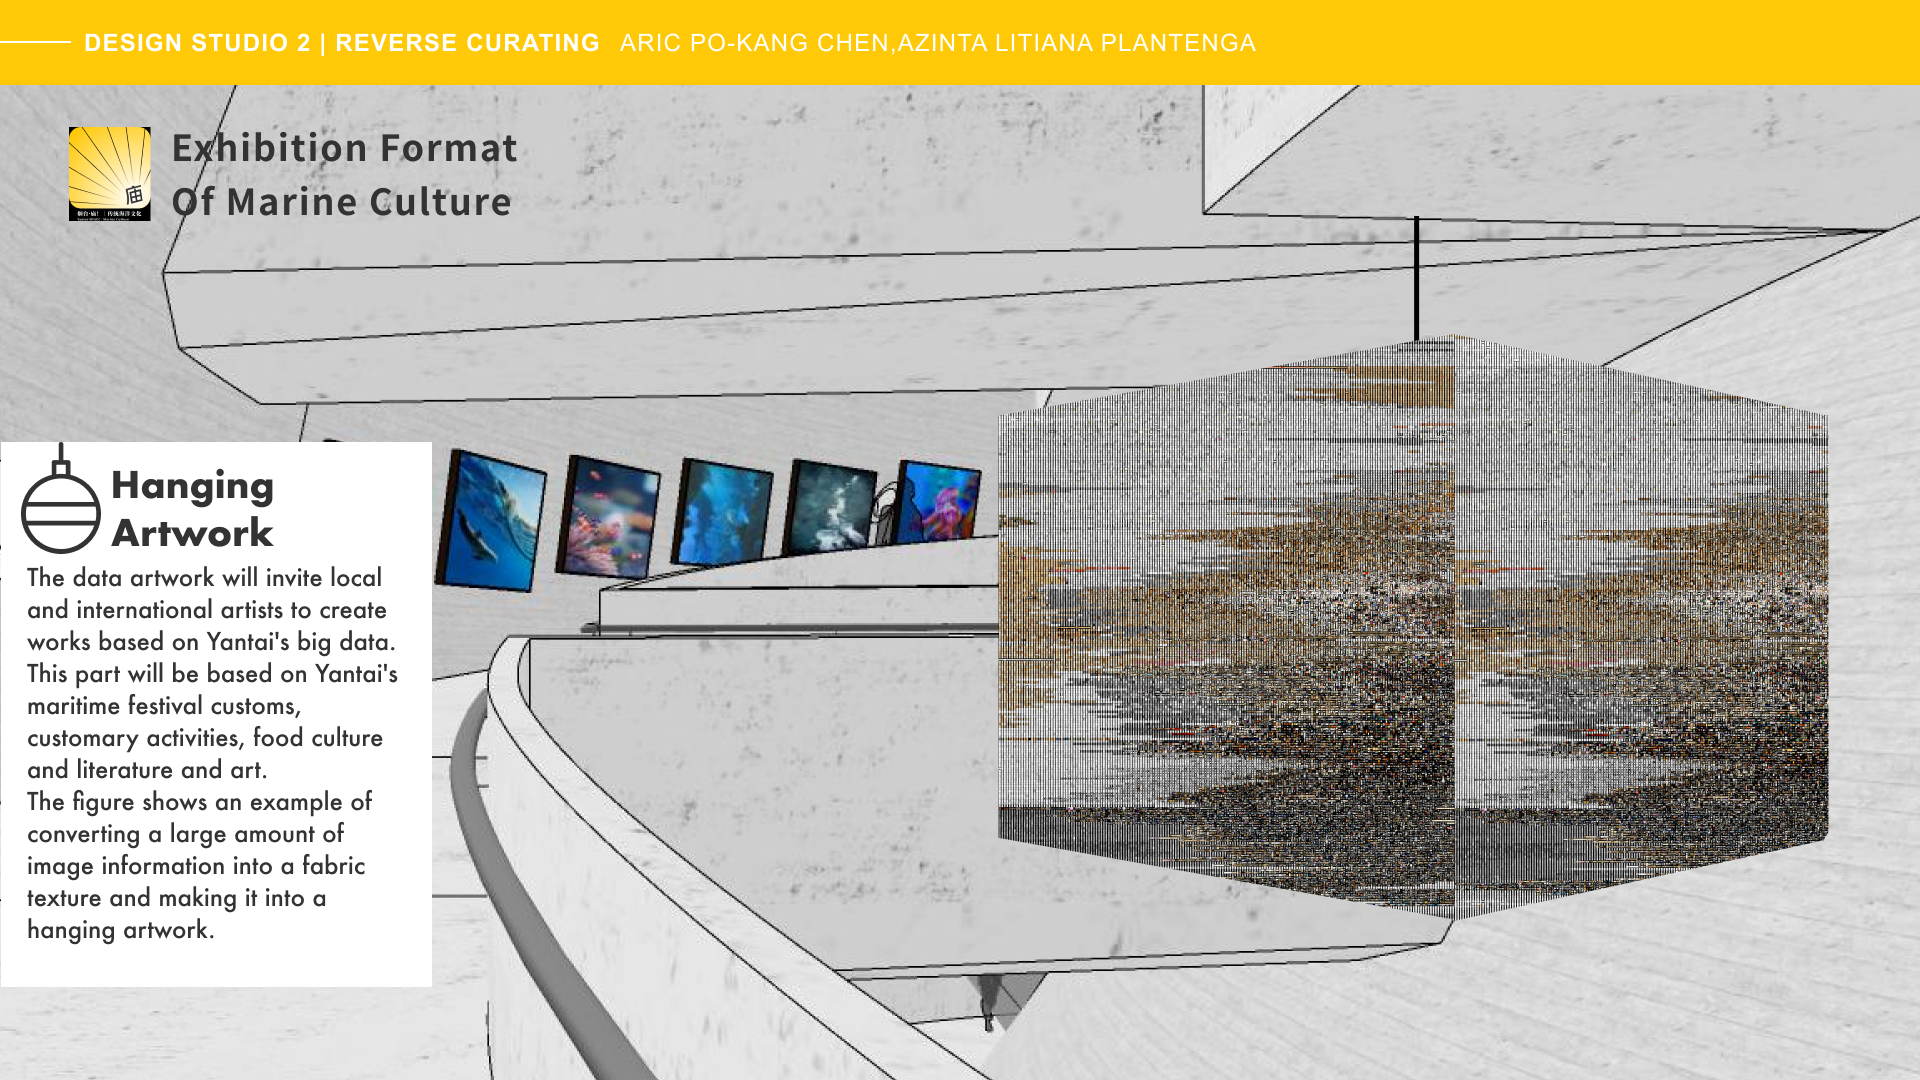 DESIGN STUDIO 2 | REVERSE CURATING ARIC PO-KANG CHEN,AZINTA LITIANA PLANTENGA
Exhibition Format
Of Marine Culture
庙
Hanging
Artwork
The data artwork will invite local
and international artists to create
works based on Yantai's big data.
This part will be based on Yantai's
maritime festival customs,
customary activities, food culture
and literature and art.
The figure shows an example of
converting a large amount of
image information into a fabric
texture and making it into a
hanging artwork.